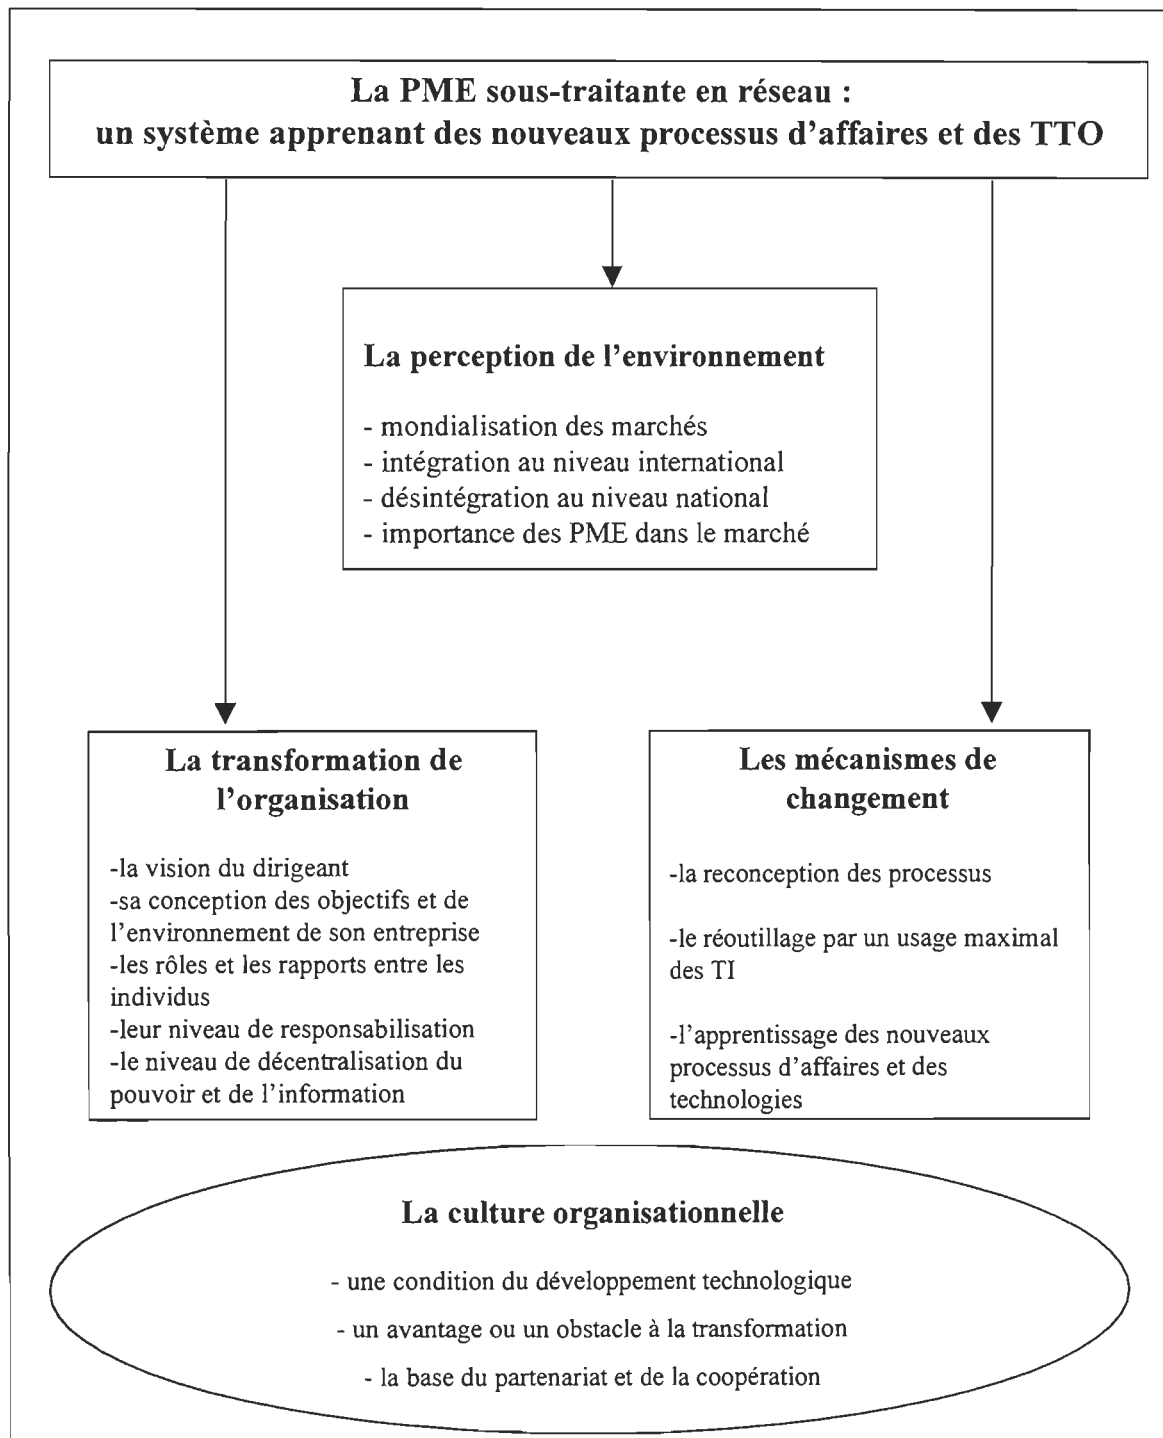 La PME sous-traitante en réseau :
un système apprenant des nouveaux processus d'affaires et des TTO
La perception de l'environnement
- mondialisation des marchés
- intégration au niveau international
- désintégration au niveau national
- importance des PME dans le marché
La transformation de
l'organisation
-la vision du dirigeant
-sa conception des objectifs et de
l'environnement de son entreprise
-les rôles et les rapports entre les
individus
-leur niveau de responsabilisation
-le niveau de décentralisation du
pouvoir et de l'information
Les mécanismes de
changement
-la reconception des processus
-le réoutillage par un usage maximal
des TI
-l'apprentissage des nouveaux
processus d'affaires et des
technologies
La culture organisationnelle
- une condition du développement technologique
- un avantage ou un obstacle à la transformation
- la base du partenariat et de la coopération